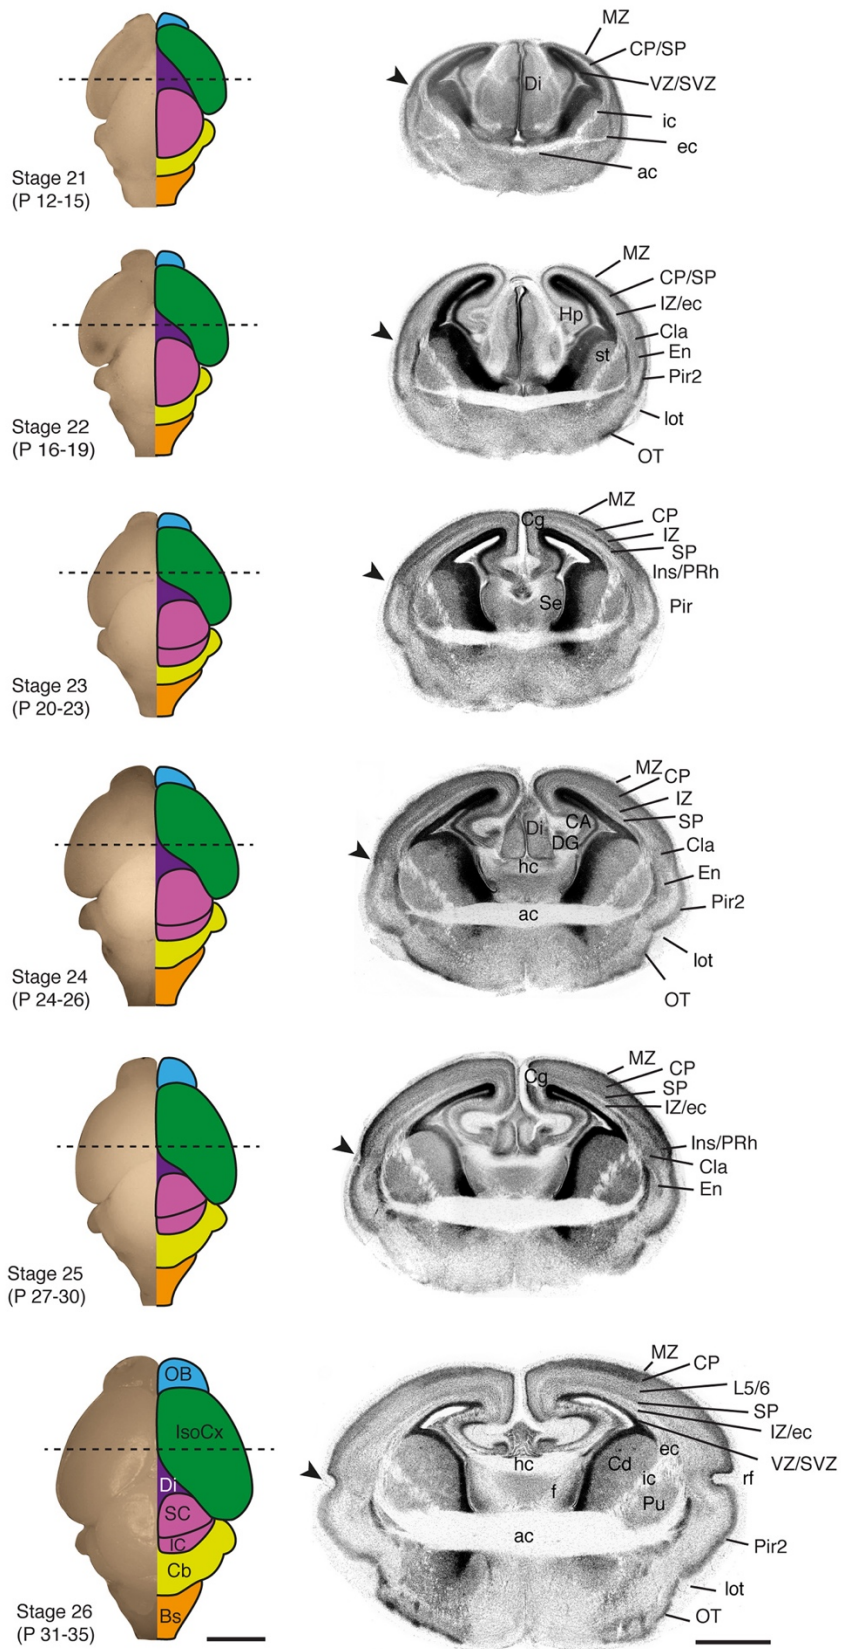 MZ
CP/SP
VZ/SVZ
Di
ic
ec
ac
Stage 21
(P 12-15)
MZ
CP/SP
IZ/ec
Hp
Cla
En
st
Pir2
lot
OT
Stage 22
(P 16-19)
MZ
CP
Cg
IZ
SP
Ins/PRh
Se
Pir
Stage 23
(P 20-23)
MZ
CP
IZ
SP
CA
Di
DG
Cla
hc
En
Pir2
ac
lot
OT
Stage 24
(P 24-26)
MZ
CP
Cg
SP
IZ/ec
Ins/PRh
Cla
En
Stage 25
(P 27-30)
MZ
CP
OB
L5/6
SP
IsoCx
IZ/ec
ec
VZ/SVZ
hc
Cd
ic
rf
Di
f
Pu
SC
ac
IC
Pir2
Cb
lot
Bs
OT
Stage 26
(P 31-35)